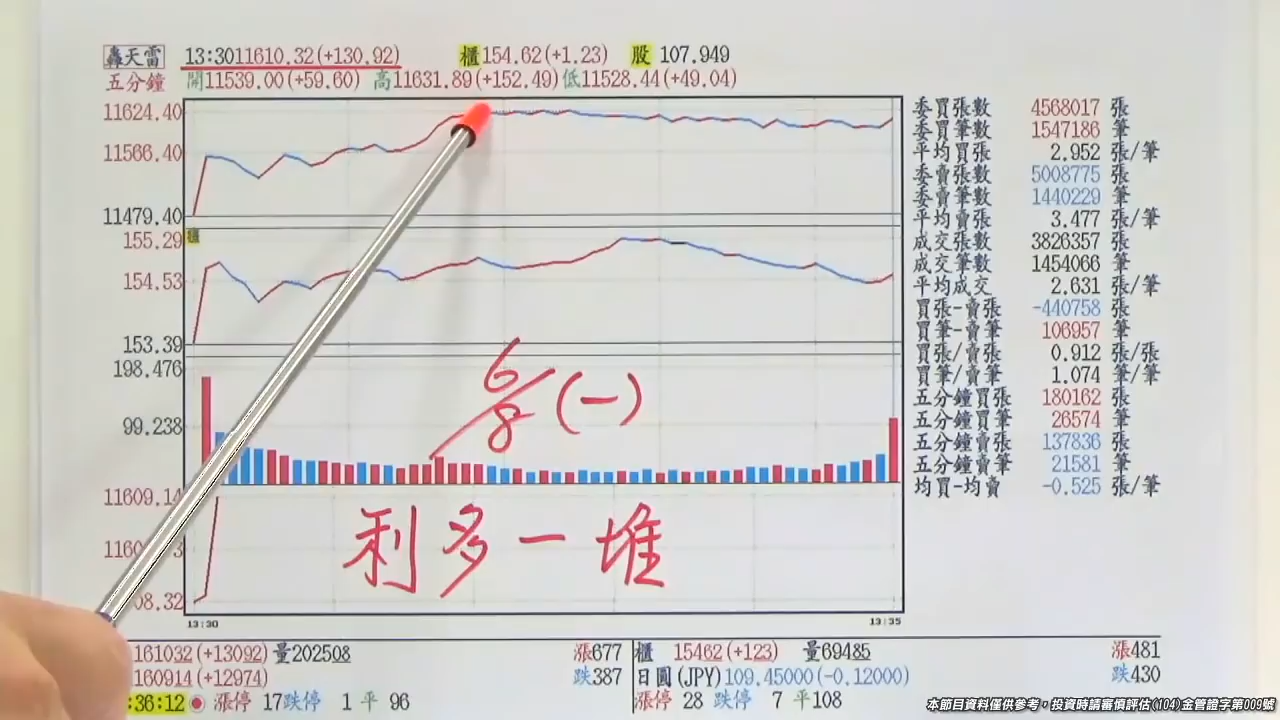 轟天雷 13:30 11610.32(+130.92) 櫃154.62(+1.23) 股 107.949
五分鐘 開11539.00(+59.60) 高11631.89(+152.49) 低11528.44(+49.04)
11624.40
11566.40
11479.40
155.29 櫃
154.53
153.39
198.476
99.238
11609.14
08.32
13:30 13:35
6/8 (一)
利多一堆
委買張數 4568017 張
委買筆數 1547186 筆
平均買張 2.952 張/筆
委賣張數 5008775 張
委賣筆數 1440229 筆
平均賣張 3.477 張/筆
成交張數 3826357 張
成交筆數 1454066 筆
平均成交 2.631 張/筆
買張-賣張 -440758 張
買筆-賣筆 106957 筆
買張/賣張 0.912 張/張
買筆/賣筆 1.074 筆/筆
五分鐘買張 180162 張
五分鐘買筆 26574 筆
五分鐘賣張 137836 張
五分鐘賣筆 21581 筆
均買-均賣 -0.525 張/筆
161032(+13092) 量202508 漲677 櫃 15462(+123) 量69485 漲481
160914(+12974) 跌387 日圓(JPY) 109.45000(-0.12000) 跌430
:36:12 漲停 17 跌停 1 平 96 漲停 28 跌停 7 平108
本節目資料僅供參考，投資時請審慎評估(104)金管證字第009號